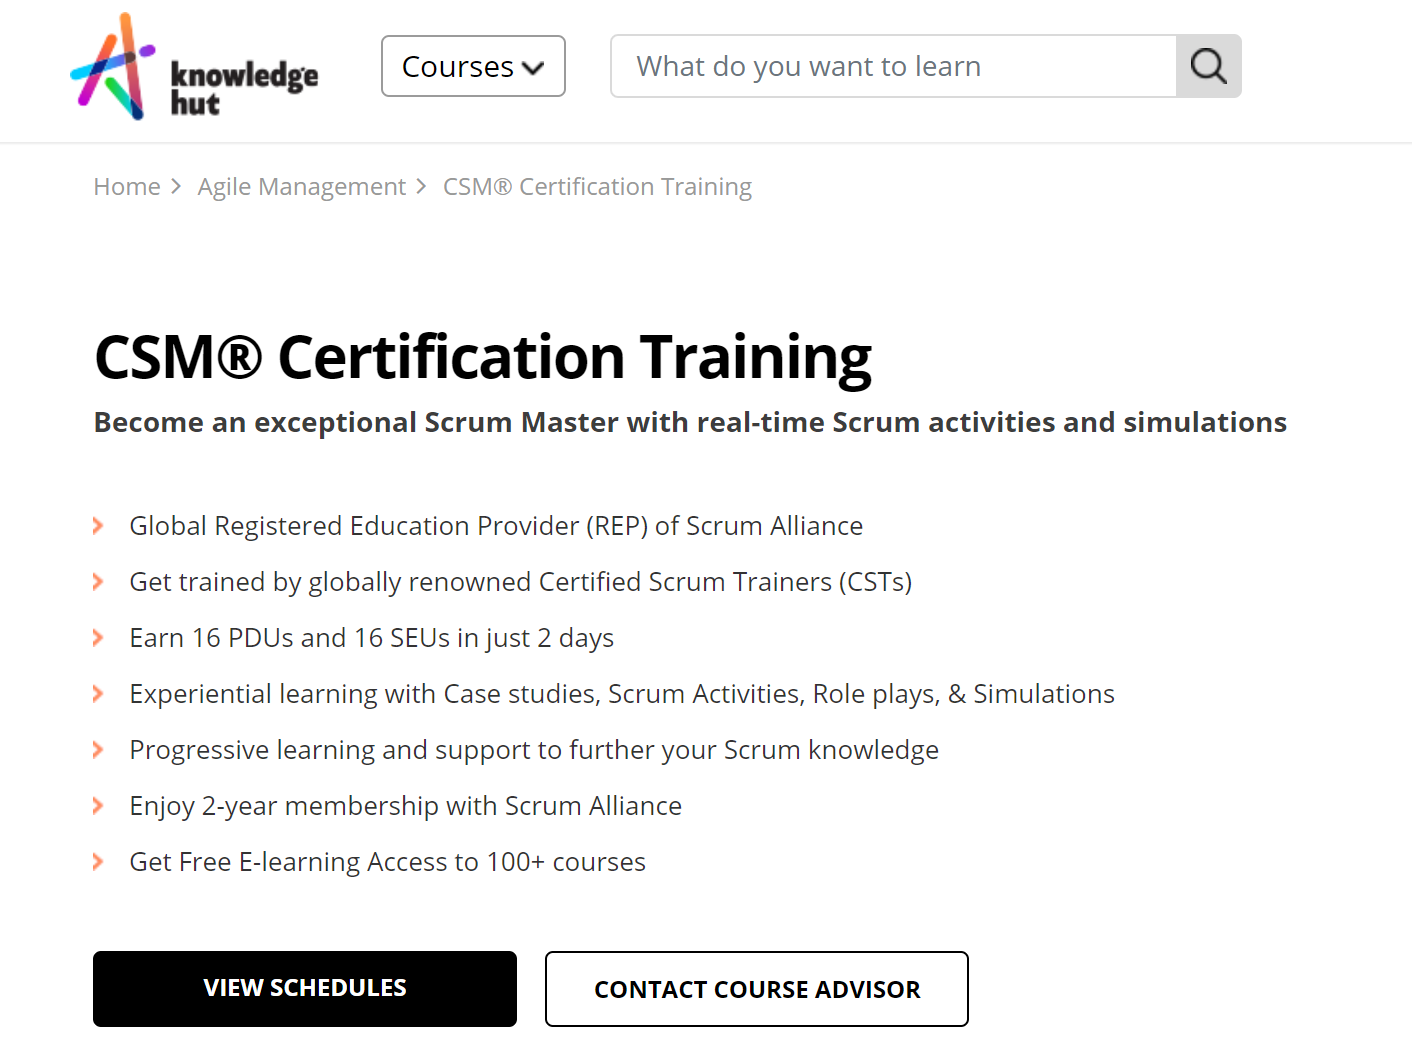 knowledge
hut
Courses
What do you want to learn
Home > Agile Management > CSM® Certification Training
CSM® Certification Training
Become an exceptional Scrum Master with real-time Scrum activities and simulations
Global Registered Education Provider (REP) of Scrum Alliance
Get trained by globally renowned Certified Scrum Trainers (CSTs)
Earn 16 PDUs and 16 SEUs in just 2 days
Experiential learning with Case studies, Scrum Activities, Role plays, & Simulations
Progressive learning and support to further your Scrum knowledge
Enjoy 2-year membership with Scrum Alliance
Get Free E-learning Access to 100+ courses
VIEW SCHEDULES
CONTACT COURSE ADVISOR